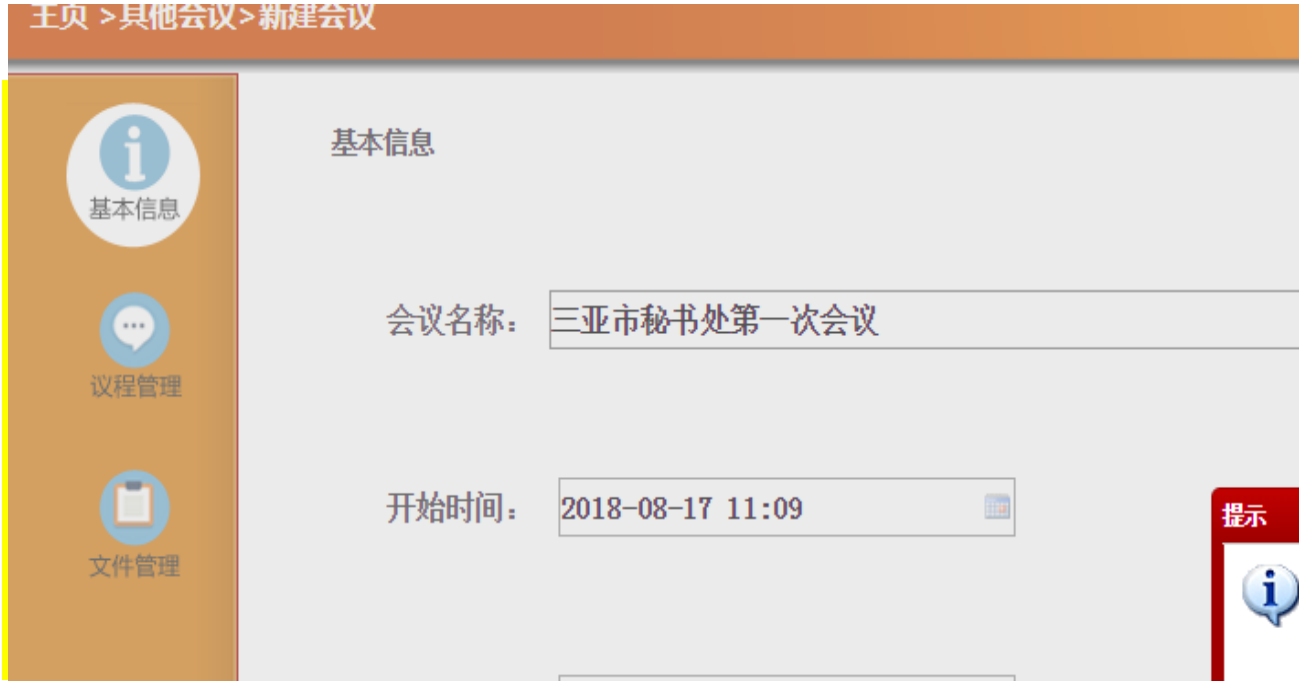 主页 >其他会议>新建会议
基本信息
基本信息
会议名称： 三亚市秘书处第一次会议
议程管理
开始时间： 2018-08-17 11:09
提示
文件管理